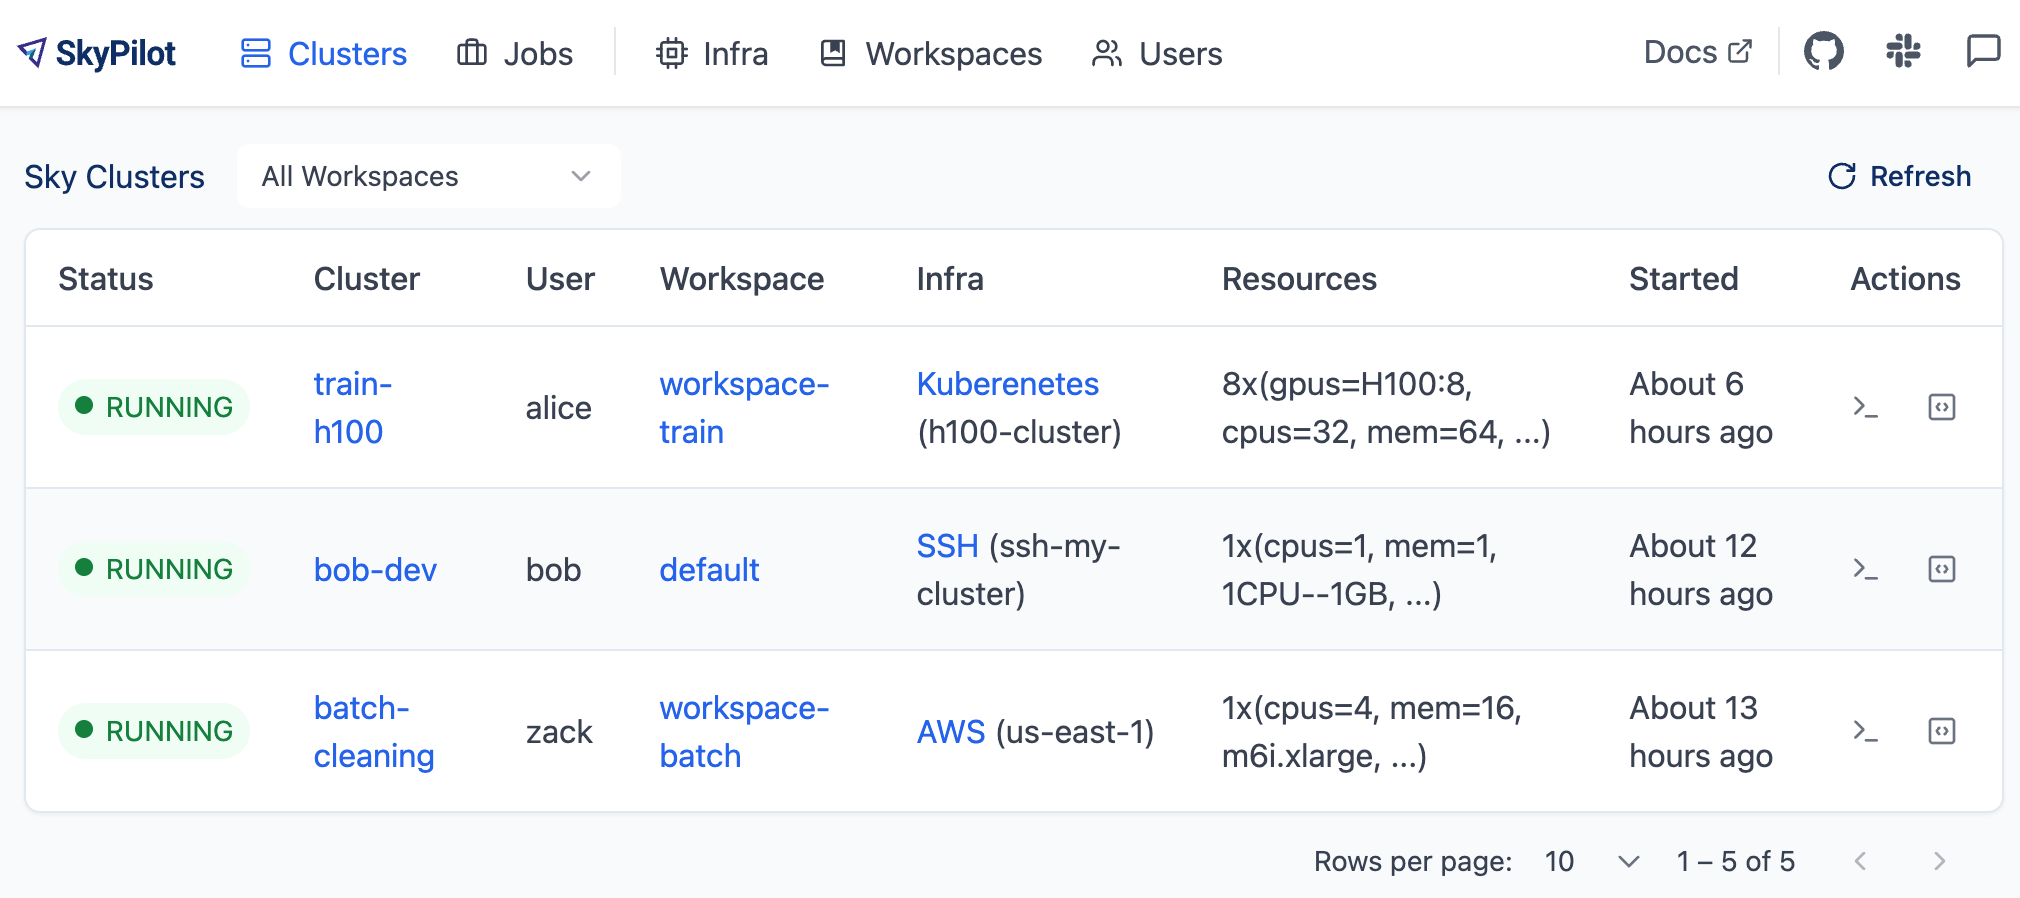 SkyPilot Clusters Jobs Infra Workspaces Users Docs
Sky Clusters All Workspaces Refresh
Status Cluster User Workspace Infra Resources Started Actions
RUNNING train-h100 alice workspace-train Kuberenetes (h100-cluster) 8x(gpus=H100:8, cpus=32, mem=64, ...) About 6 hours ago
RUNNING bob-dev bob default SSH (ssh-my-cluster) 1x(cpus=1, mem=1, 1CPU--1GB, ...) About 12 hours ago
RUNNING batch-cleaning zack workspace-batch AWS (us-east-1) 1x(cpus=4, mem=16, m6i.xlarge, ...) About 13 hours ago
Rows per page: 10 1 – 5 of 5